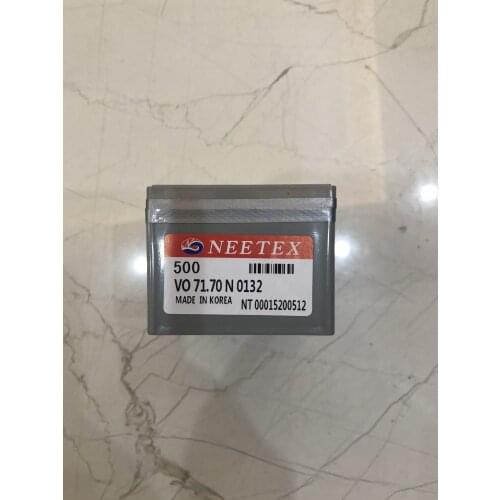 NEETEX
500
VO 71.70 N 0132
MADE IN KOREA NT 00015200512